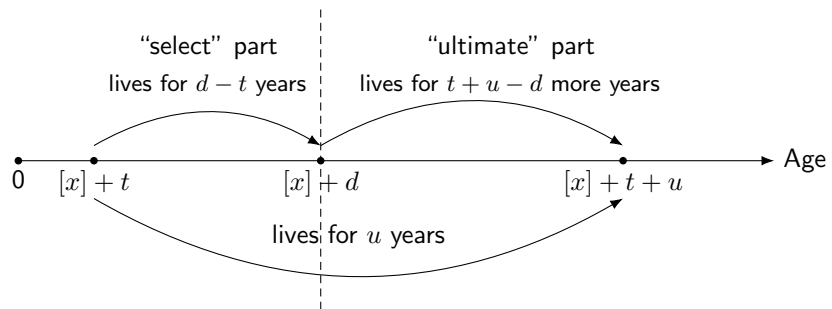 “select” part
“ultimate” part
lives for d − t years
lives for t + u − d more years
Age
0
[x] + t
[x] + d
[x] + t + u
lives for u years